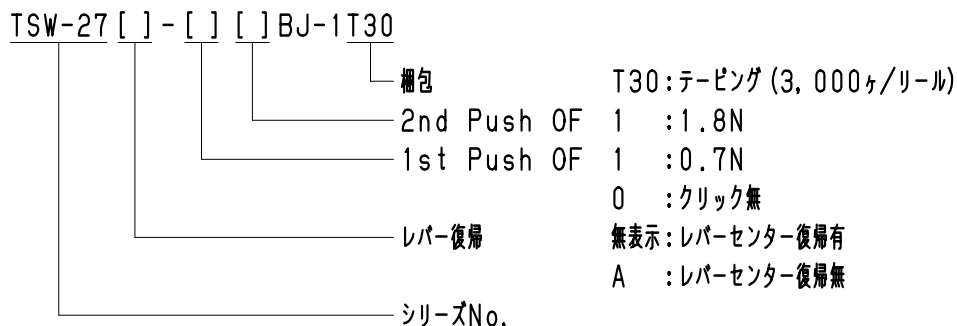 TSW-27[ ]-[ ][ ]BJ-1T30
梱包 T30:テーピング(3,000ヶ/リール)
2nd Push OF 1 :1.8N
1st Push OF 1 :0.7N
0 :クリック無
レバー復帰 無表示:レバーセンター復帰有
A :レバーセンター復帰無
シリーズNo.